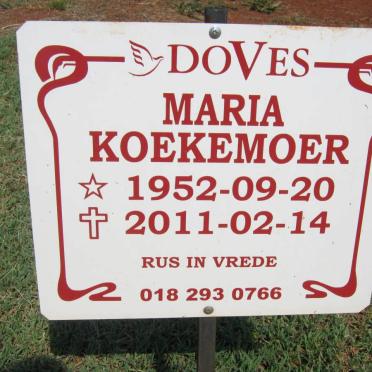 DOVES
MARIA
KOEKEMOER
1952-09-20
2011-02-14
RUS IN VREDE
018 293 0766